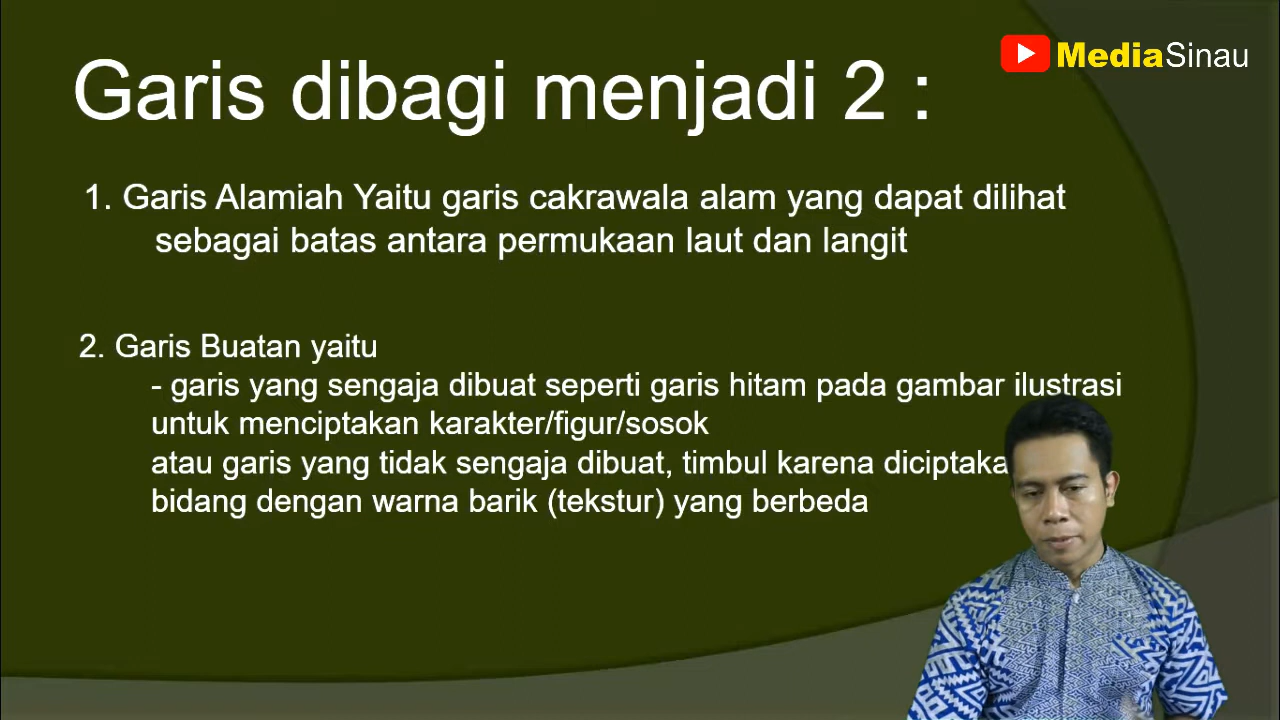 MediaSinau
Garis dibagi menjadi 2 :
1. Garis Alamiah Yaitu garis cakrawala alam yang dapat dilihat
sebagai batas antara permukaan laut dan langit
2. Garis Buatan yaitu
- garis yang sengaja dibuat seperti garis hitam pada gambar ilustrasi
untuk menciptakan karakter/figur/sosok
atau garis yang tidak sengaja dibuat, timbul karena
bidang dengan warna barik (tekstur) yang berbeda